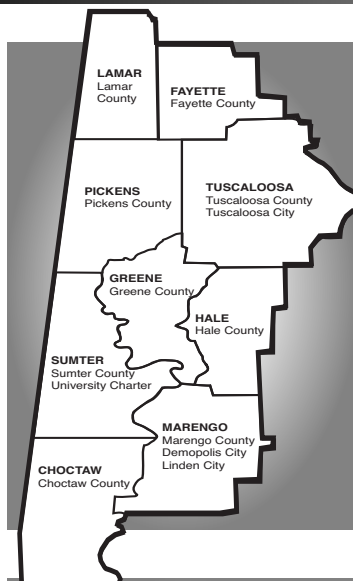 LAMAR
Lamar
County
FAYETTE
Fayette County
PICKENS
Pickens County
TUSCALOOSA
Tuscaloosa County
Tuscaloosa City
GREENE
Greene County
HALE
Hale County
SUMTER
Sumter County
University Charter
MARENGO
Marengo County
Demopolis City
Linden City
CHOCTAW
Choctaw County